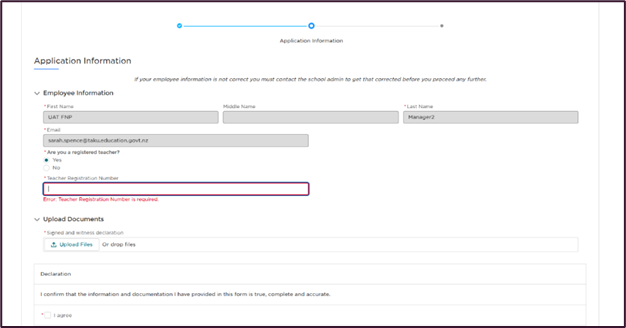 Application Information
Application Information
If your employee information is not correct you must contact the school admin to get that corrected before you proceed any further.
Employee Information
*First Name
Middle Name
*Last Name
UAT FNP
Manager2
*Email
sarah.spence@taku.education.govt.nz
*Are you a registered teacher?
Yes
No
*Teacher Registration Number
Error: Teacher Registration Number is required.
Upload Documents
*Signed and witness declaration
Upload Files Or drop files
Declaration
I confirm that the information and documentation I have provided in this form is true, complete and accurate.
*I agree